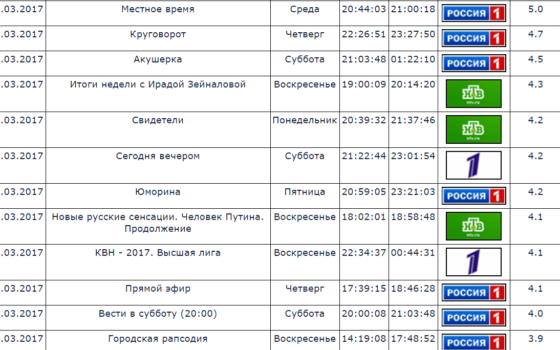 .03.2017 Местное время Среда 20:44:03 21:00:18 РОССИЯ 1 5.0
.03.2017 Круговорот Четверг 22:26:51 23:27:50 РОССИЯ 1 4.7
.03.2017 Акушерка Суббота 21:03:48 01:22:10 РОССИЯ 1 4.5
.03.2017 Итоги недели с Ирадой Зейналовой Воскресенье 19:00:09 20:14:20 НТВ 4.3
.03.2017 Свидетели Понедельник 20:39:32 21:37:46 НТВ 4.2
.03.2017 Сегодня вечером Суббота 21:22:44 23:01:54 1 4.2
.03.2017 Юморина Пятница 20:59:05 23:21:03 РОССИЯ 1 4.2
.03.2017 Новые русские сенсации. Человек Путина. Воскресенье 18:02:01 18:58:48 НТВ 4.1
Продолжение
.03.2017 КВН - 2017. Высшая лига Воскресенье 22:34:37 00:44:31 1 4.1
.03.2017 Прямой эфир Четверг 17:39:15 18:46:28 РОССИЯ 1 4.1
.03.2017 Вести в субботу (20:00) Суббота 20:00:08 21:03:48 РОССИЯ 1 4.0
.03.2017 Городская рапсодия Воскресенье 14:19:08 17:48:52 РОССИЯ 1 3.9